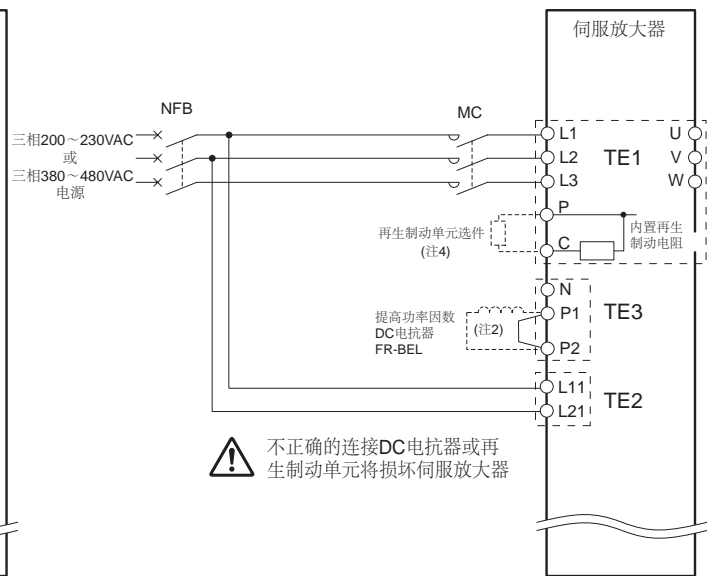 伺服放大器
NFB
MC
三相200～230VAC
或
三相380～480VAC
电源
L1
L2
L3
TE1
U
V
W
P
C
内置再生
制动电阻
再生制动单元选件
(注4)
N
P1
P2
TE3
提高功率因数
DC电抗器
FR-BEL
(注2)
L11
L21
TE2
不正确的连接DC电抗器或再
生制动单元将损坏伺服放大器